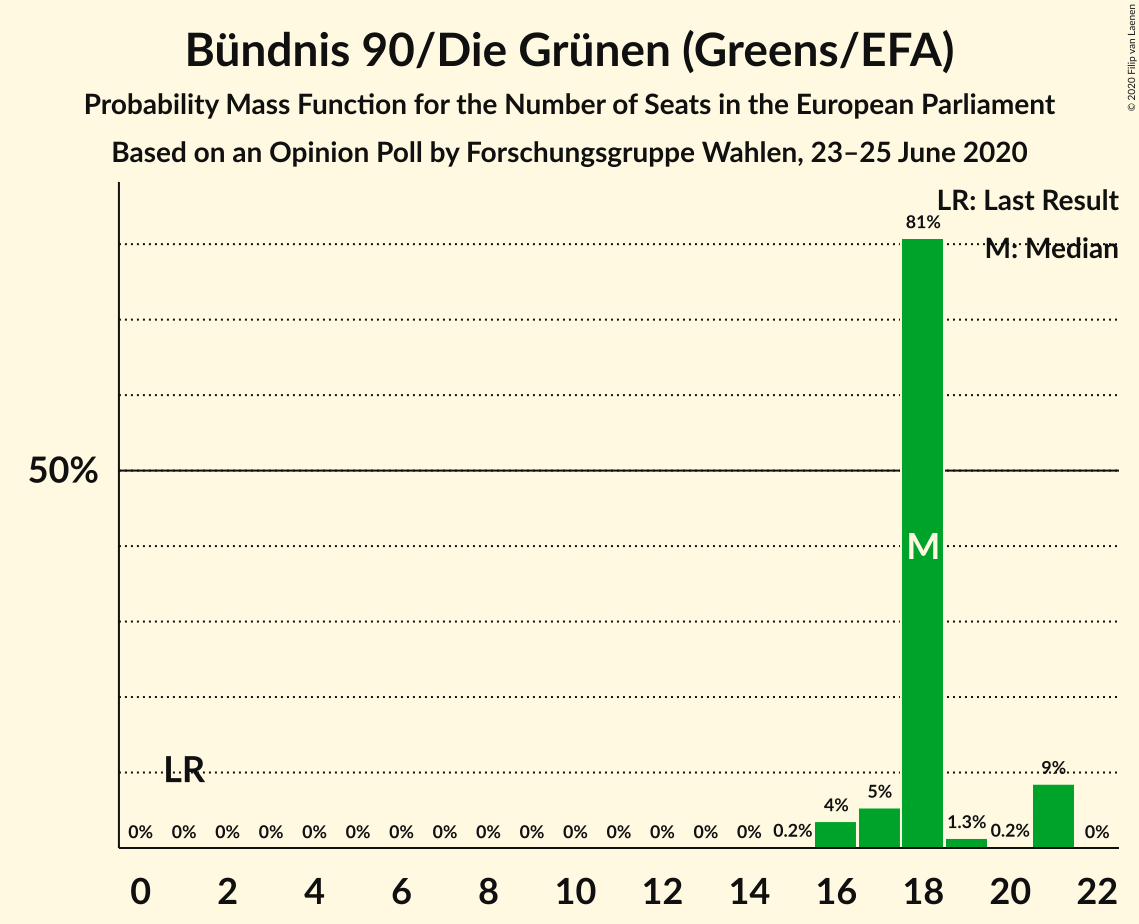 Bündnis 90/Die Grünen (Greens/EFA)
Probability Mass Function for the Number of Seats in the European Parliament
Based on an Opinion Poll by Forschungsgruppe Wahlen, 23–25 June 2020
© 2020 Filip van Laenen
LR: Last Result
M: Median
81%
50%
M
LR
0% 0% 0% 0% 0% 0% 0% 0% 0% 0% 0% 0% 0% 0% 0% 0.2% 4% 5% 1.3% 0.2% 9% 0%
0 2 4 6 8 10 12 14 16 18 20 22